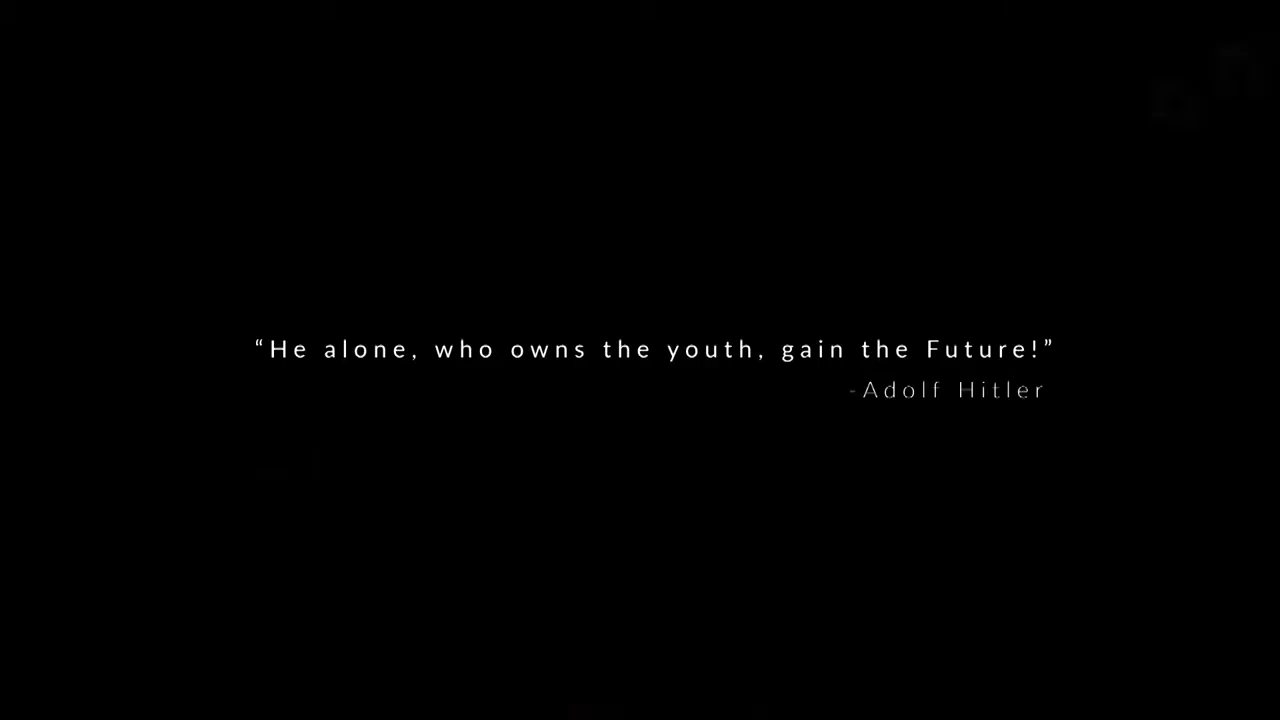 “He alone, who owns the youth, gain the Future!”
-Adolf Hitler